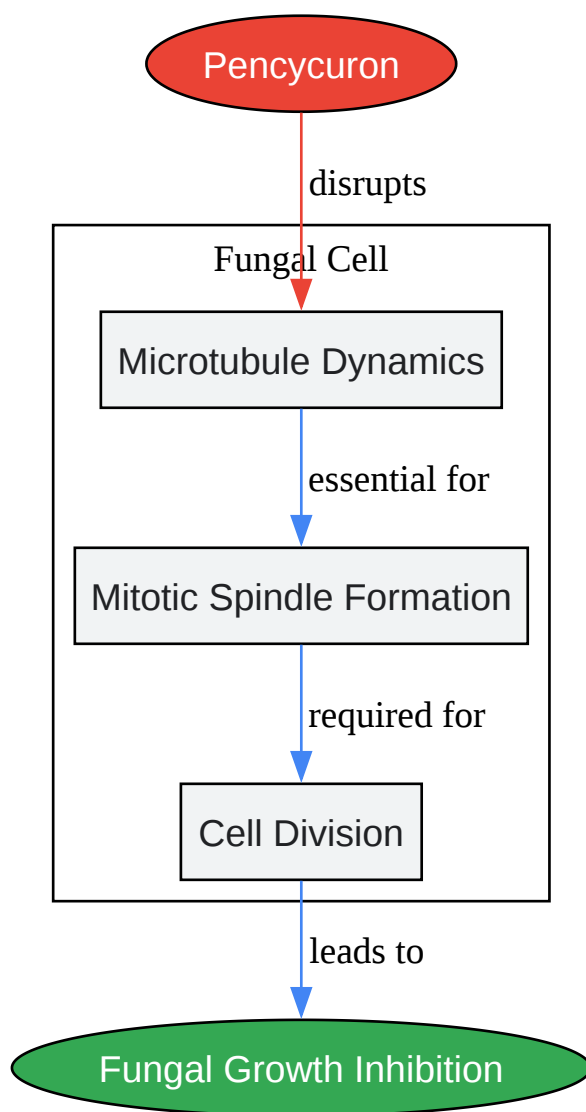 Pencycuron
disrupts
Fungal Cell
Microtubule Dynamics
essential for
Mitotic Spindle Formation
required for
Cell Division
leads to
Fungal Growth Inhibition